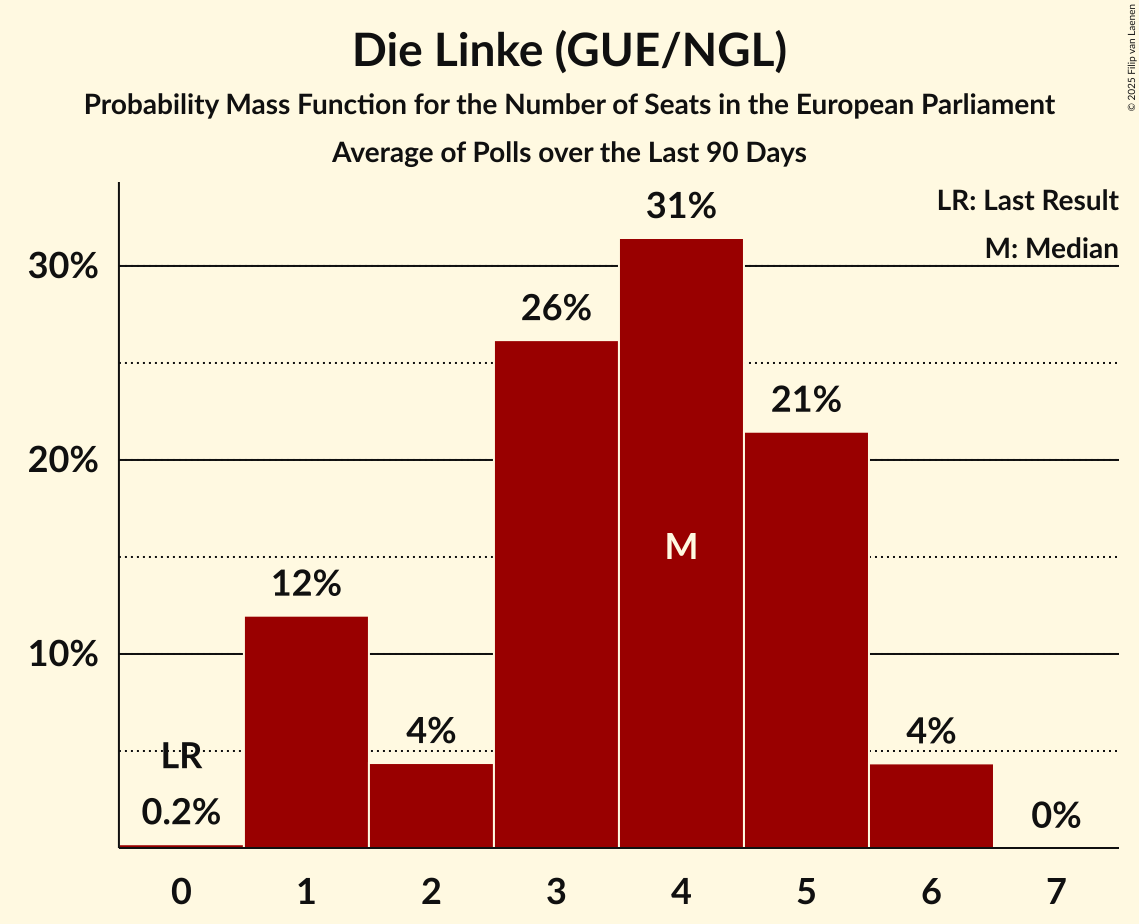 Die Linke (GUE/NGL)
Probability Mass Function for the Number of Seats in the European Parliament
Average of Polls over the Last 90 Days
© 2025 Filip van Laenen
LR: Last Result
M: Median
30%
20%
10%
LR
0.2%
12%
4%
26%
31%
M
21%
4%
0%
0 1 2 3 4 5 6 7